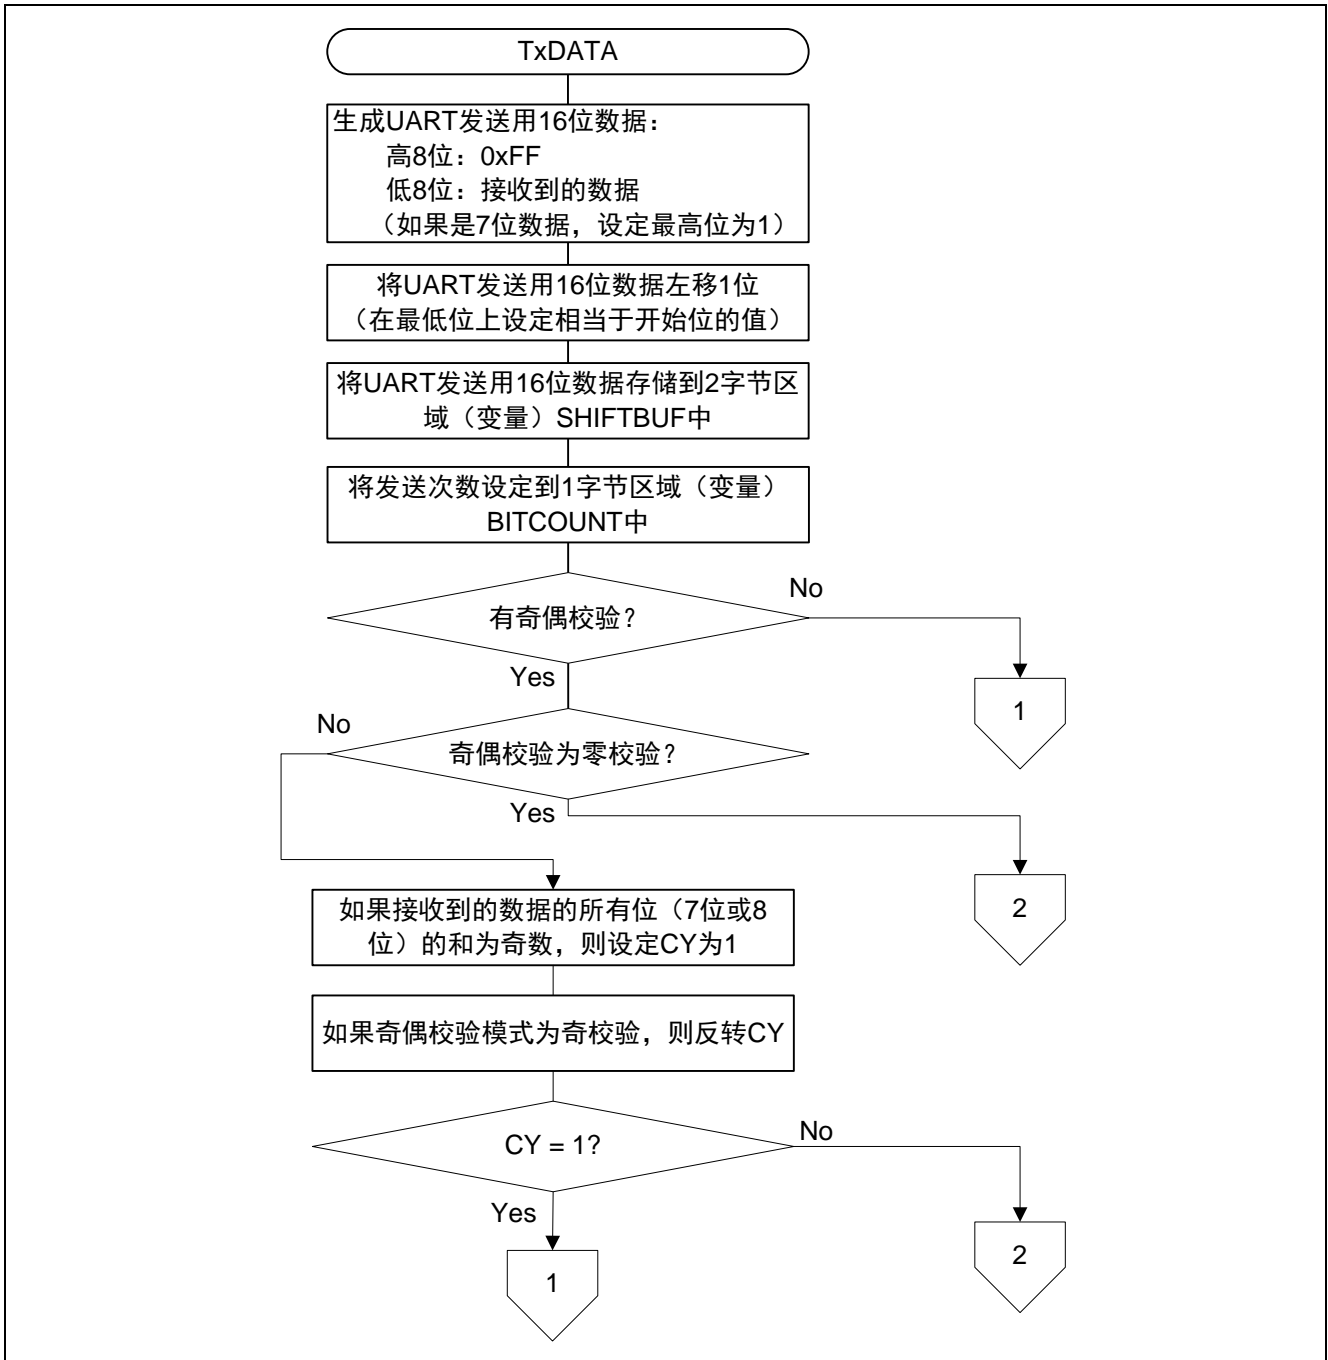 TxDATA
生成UART发送用16位数据：
高8位：0xFF
低8位：接收到的数据
（如果是7位数据，设定最高位为1）
将UART发送用16位数据左移1位
（在最低位上设定相当于开始位的值）
将UART发送用16位数据存储到2字节区
域（变量）SHIFTBUF中
将发送次数设定到1字节区域（变量）
BITCOUNT中
No
有奇偶校验？
Yes
1
No
奇偶校验为零校验？
Yes
2
如果接收到的数据的所有位（7位或8
位）的和为奇数，则设定CY为1
如果奇偶校验模式为奇校验，则反转CY
CY = 1?
No
Yes
2
1